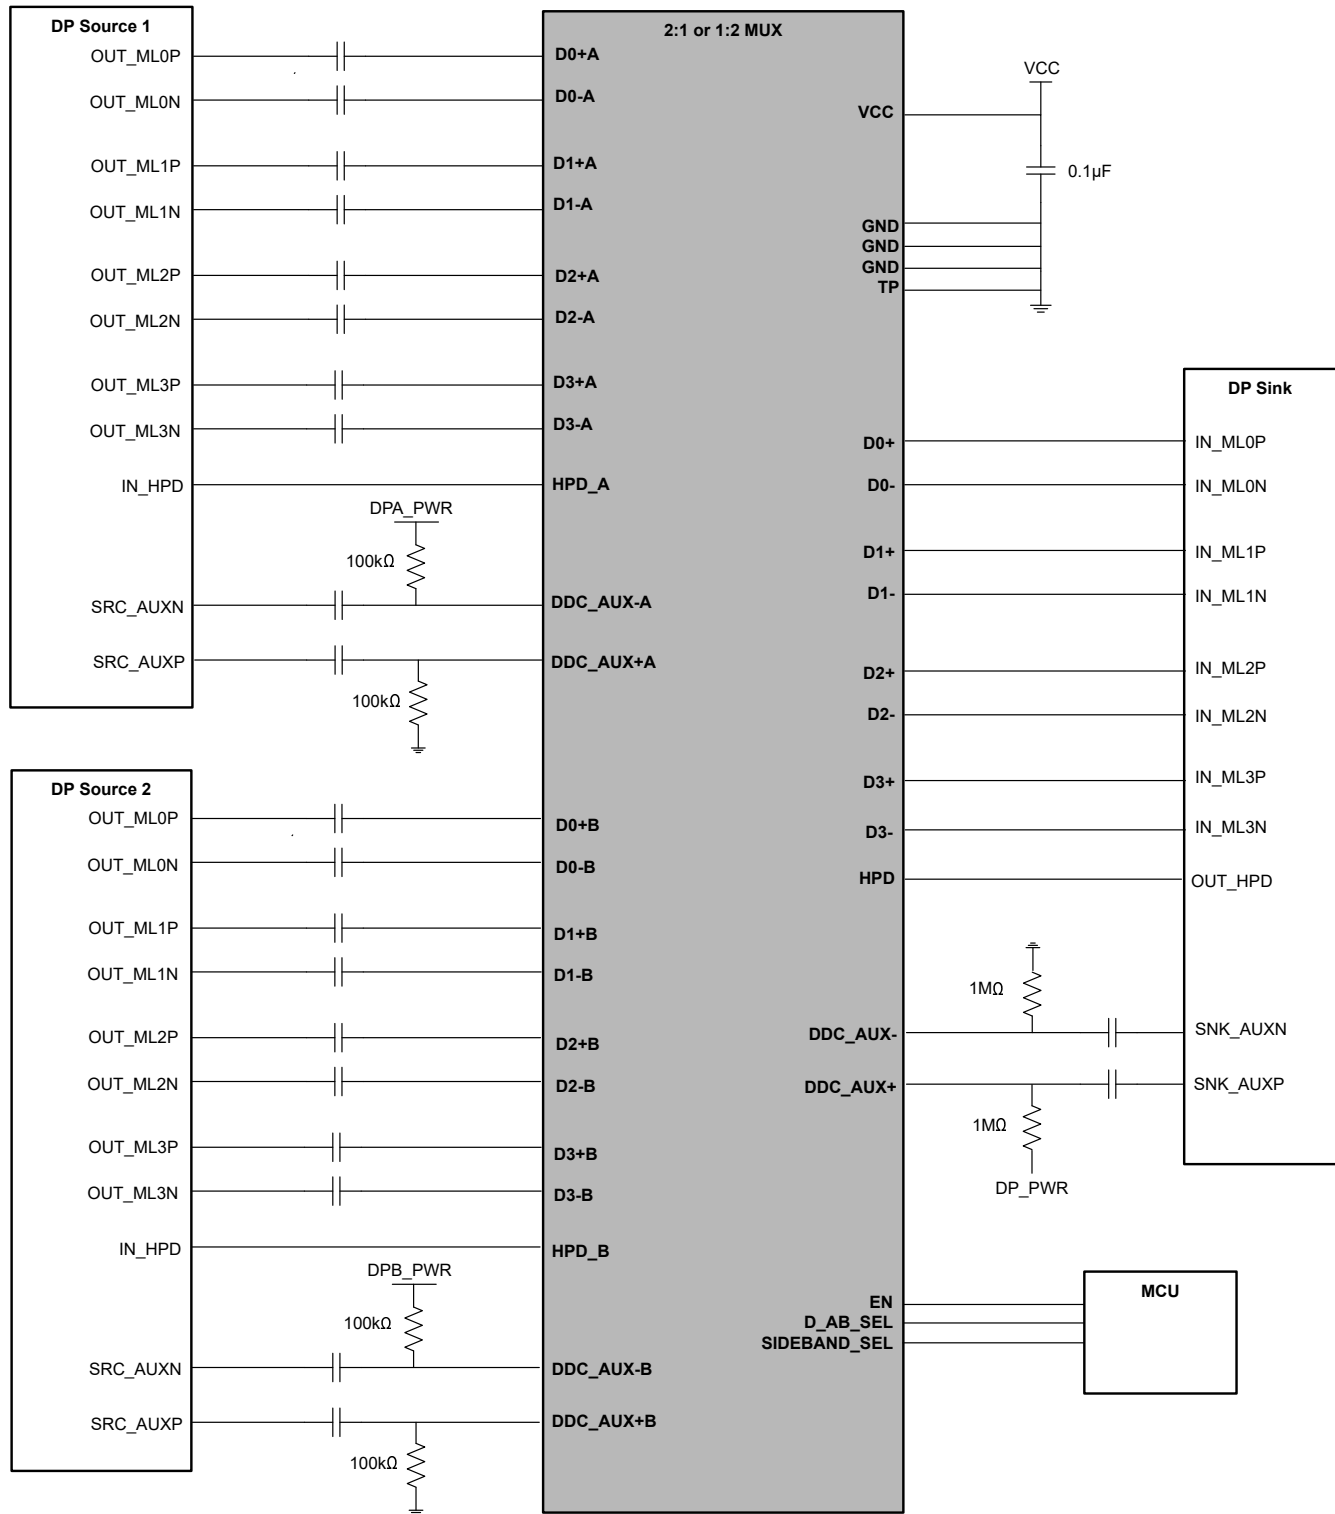 DP Source 1
OUT_ML0P
OUT_ML0N
OUT_ML1P
OUT_ML1N
OUT_ML2P
OUT_ML2N
OUT_ML3P
OUT_ML3N
IN_HPD
SRC_AUXN
SRC_AUXP
DPA_PWR
100kΩ
100kΩ
DP Source 2
OUT_ML0P
OUT_ML0N
OUT_ML1P
OUT_ML1N
OUT_ML2P
OUT_ML2N
OUT_ML3P
OUT_ML3N
IN_HPD
SRC_AUXN
SRC_AUXP
DPB_PWR
100kΩ
100kΩ
2:1 or 1:2 MUX
D0+A
D0-A
D1+A
D1-A
D2+A
D2-A
D3+A
D3-A
HPD_A
DDC_AUX-A
DDC_AUX+A
D0+B
D0-B
D1+B
D1-B
D2+B
D2-B
D3+B
D3-B
HPD_B
DDC_AUX-B
DDC_AUX+B
VCC
GND
GND
GND
TP
D0+
D0-
D1+
D1-
D2+
D2-
D3+
D3-
HPD
DDC_AUX-
DDC_AUX+
EN
D_AB_SEL
SIDEBAND_SEL
VCC
0.1µF
1MΩ
1MΩ
DP_PWR
DP Sink
IN_ML0P
IN_ML0N
IN_ML1P
IN_ML1N
IN_ML2P
IN_ML2N
IN_ML3P
IN_ML3N
OUT_HPD
SNK_AUXN
SNK_AUXP
MCU